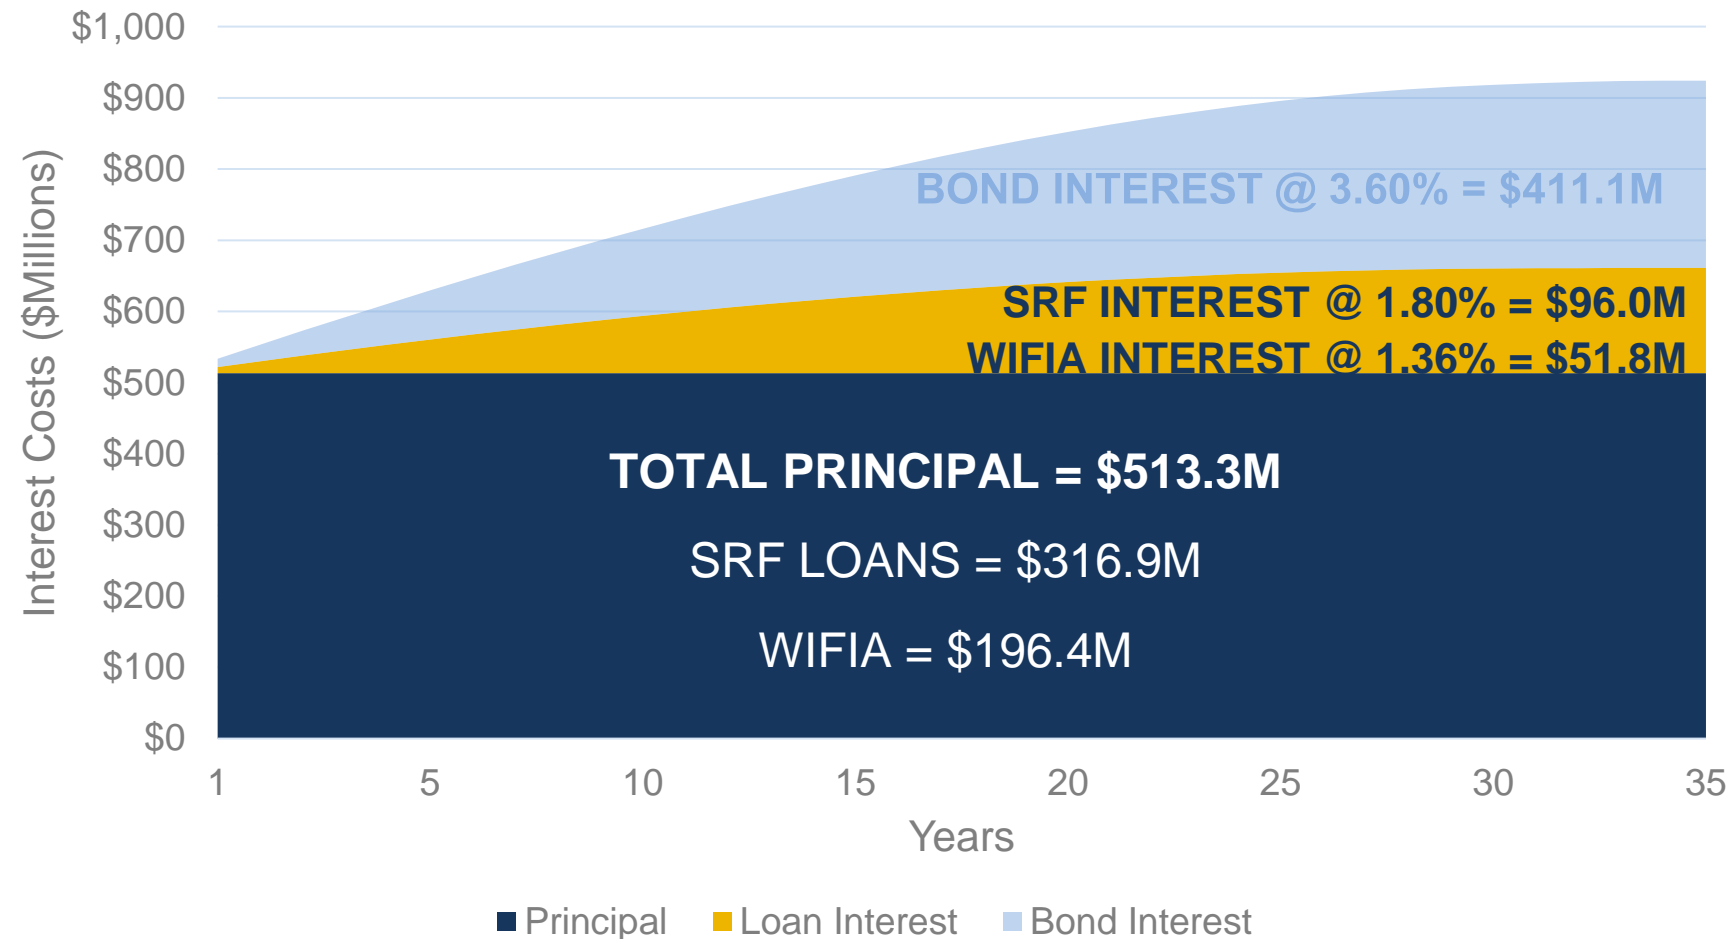 $1,000
$900
$800
$700
$600
$500
$400
$300
$200
$100
$0
Interest Costs ($Millions)
BOND INTEREST @ 3.60% = $411.1M
SRF INTEREST @ 1.80% = $96.0M
WIFIA INTEREST @ 1.36% = $51.8M
TOTAL PRINCIPAL = $513.3M
SRF LOANS = $316.9M
WIFIA = $196.4M
1 5 10 15 20 25 30 35
Years
Principal Loan Interest Bond Interest